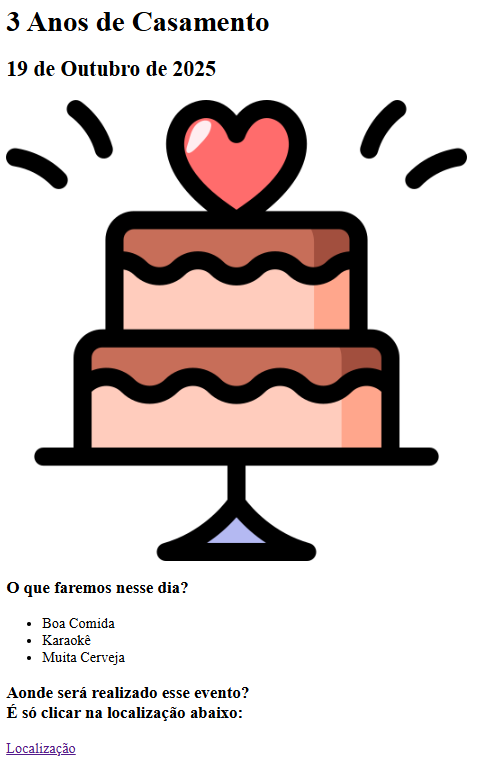 3 Anos de Casamento
19 de Outubro de 2025
O que faremos nesse dia?
Boa Comida
Karaokê
Muita Cerveja
Aonde será realizado esse evento?
É só clicar na localização abaixo:
Localização